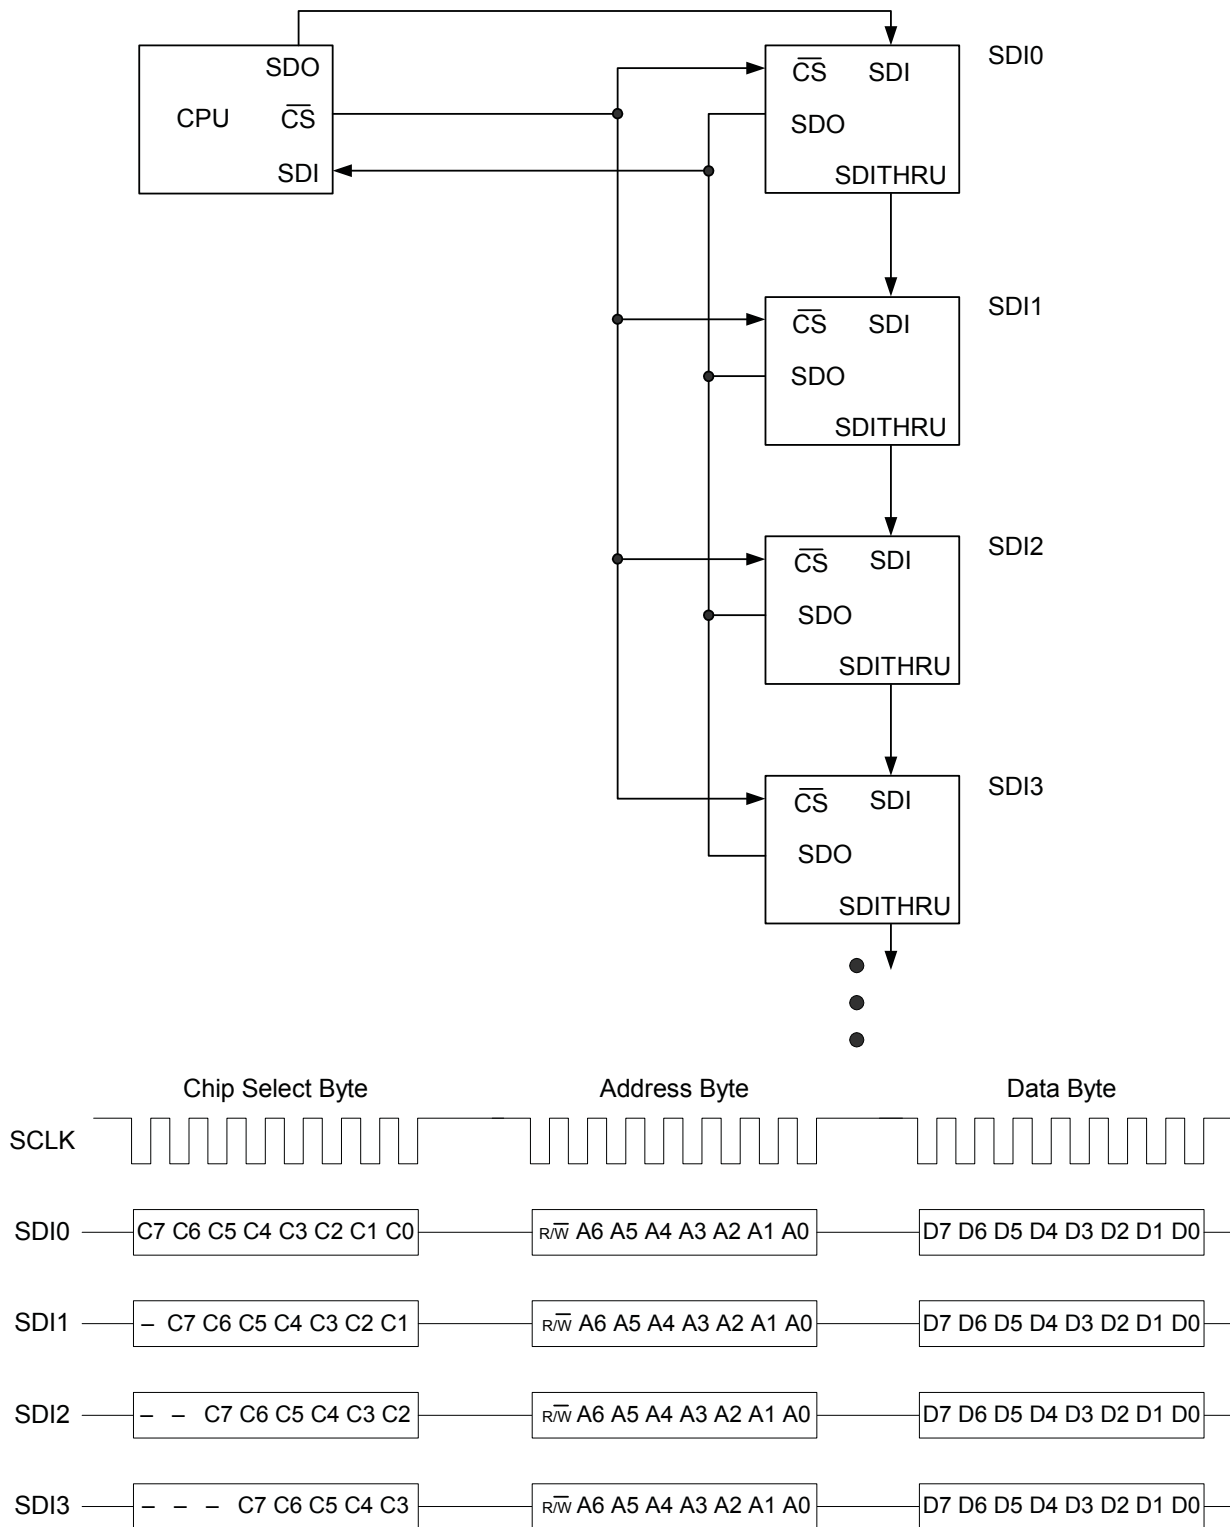 SDO
CPU
C̅S̅
SDI
C̅S̅ SDI
SDO
SDITHRU
SDI0
C̅S̅ SDI
SDO
SDITHRU
SDI1
C̅S̅ SDI
SDO
SDITHRU
SDI2
C̅S̅ SDI
SDO
SDITHRU
SDI3
Chip Select Byte Address Byte Data Byte
SCLK
SDI0 C7 C6 C5 C4 C3 C2 C1 C0 R/W̅ A6 A5 A4 A3 A2 A1 A0 D7 D6 D5 D4 D3 D2 D1 D0
SDI1 – C7 C6 C5 C4 C3 C2 C1 R/W̅ A6 A5 A4 A3 A2 A1 A0 D7 D6 D5 D4 D3 D2 D1 D0
SDI2 – – C7 C6 C5 C4 C3 C2 R/W̅ A6 A5 A4 A3 A2 A1 A0 D7 D6 D5 D4 D3 D2 D1 D0
SDI3 – – – C7 C6 C5 C4 C3 R/W̅ A6 A5 A4 A3 A2 A1 A0 D7 D6 D5 D4 D3 D2 D1 D0